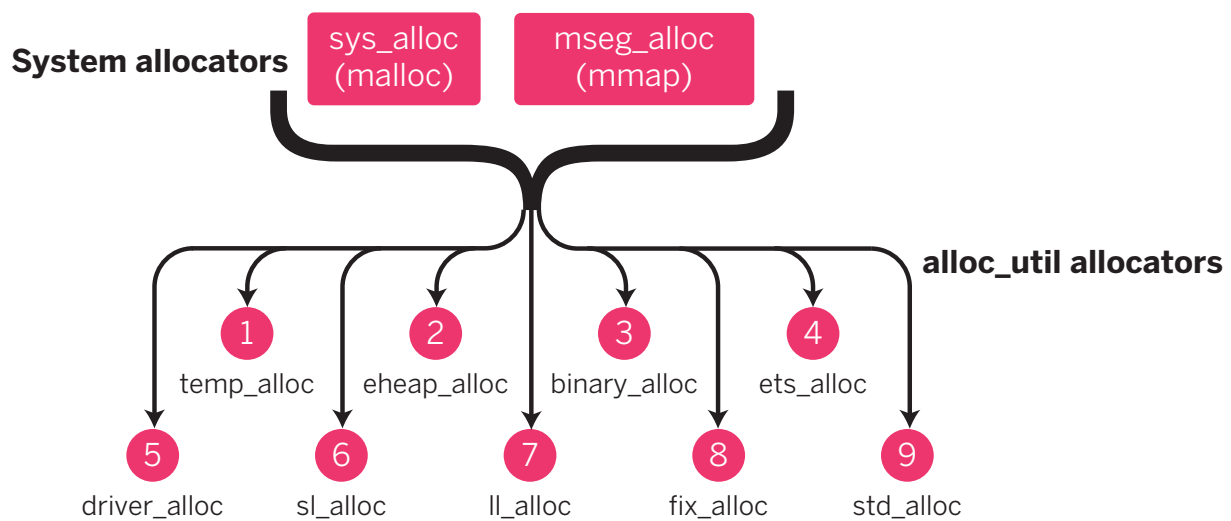 System allocators
sys_alloc
(malloc)
mseg_alloc
(mmap)
alloc_util allocators
1
temp_alloc
2
eheap_alloc
3
binary_alloc
4
ets_alloc
5
driver_alloc
6
sl_alloc
7
ll_alloc
8
fix_alloc
9
std_alloc